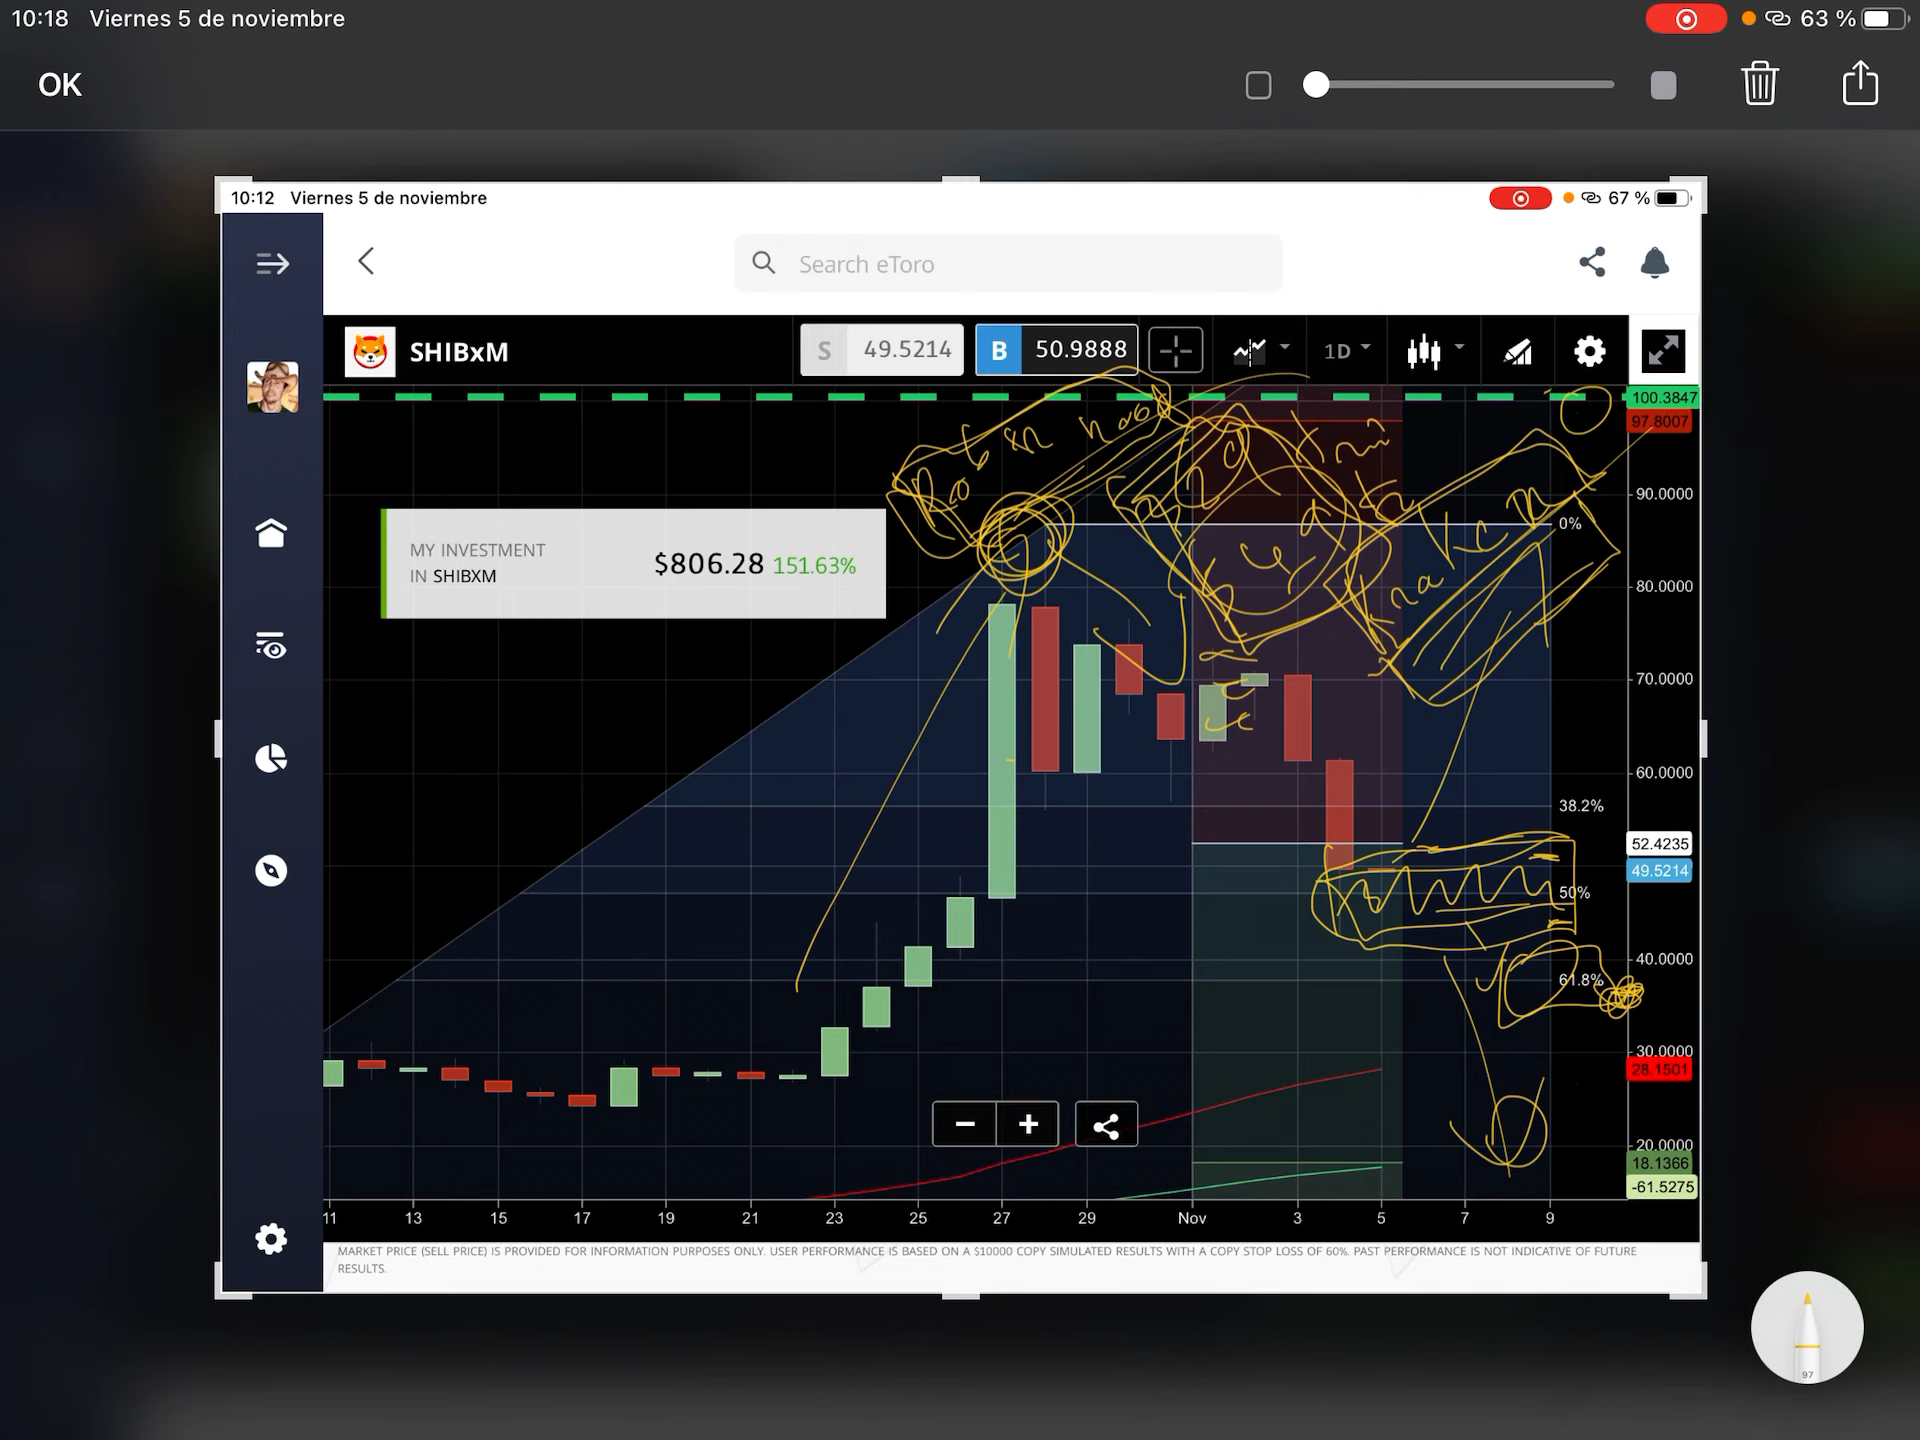 10:18 Viernes 5 de noviembre 63 %
OK
10:12 Viernes 5 de noviembre 67 %
Search eToro
SHIBxM S 49.5214 B 50.9888 1D
100.3847
97.8007
90.0000
0%
MY INVESTMENT
IN SHIBXM
$806.28 151.63%
80.0000
70.0000
60.0000
38.2%
52.4235
49.5214
50%
40.0000
61.8%
30.0000
28.1501
20.0000
18.1366
-61.5275
11 13 15 17 19 21 23 25 27 29 Nov 3 5 7 9
MARKET PRICE (SELL PRICE) IS PROVIDED FOR INFORMATION PURPOSES ONLY. USER PERFORMANCE IS BASED ON A $10000 COPY SIMULATED RESULTS WITH A COPY STOP LOSS OF 60%. PAST PERFORMANCE IS NOT INDICATIVE OF FUTURE
RESULTS.
97